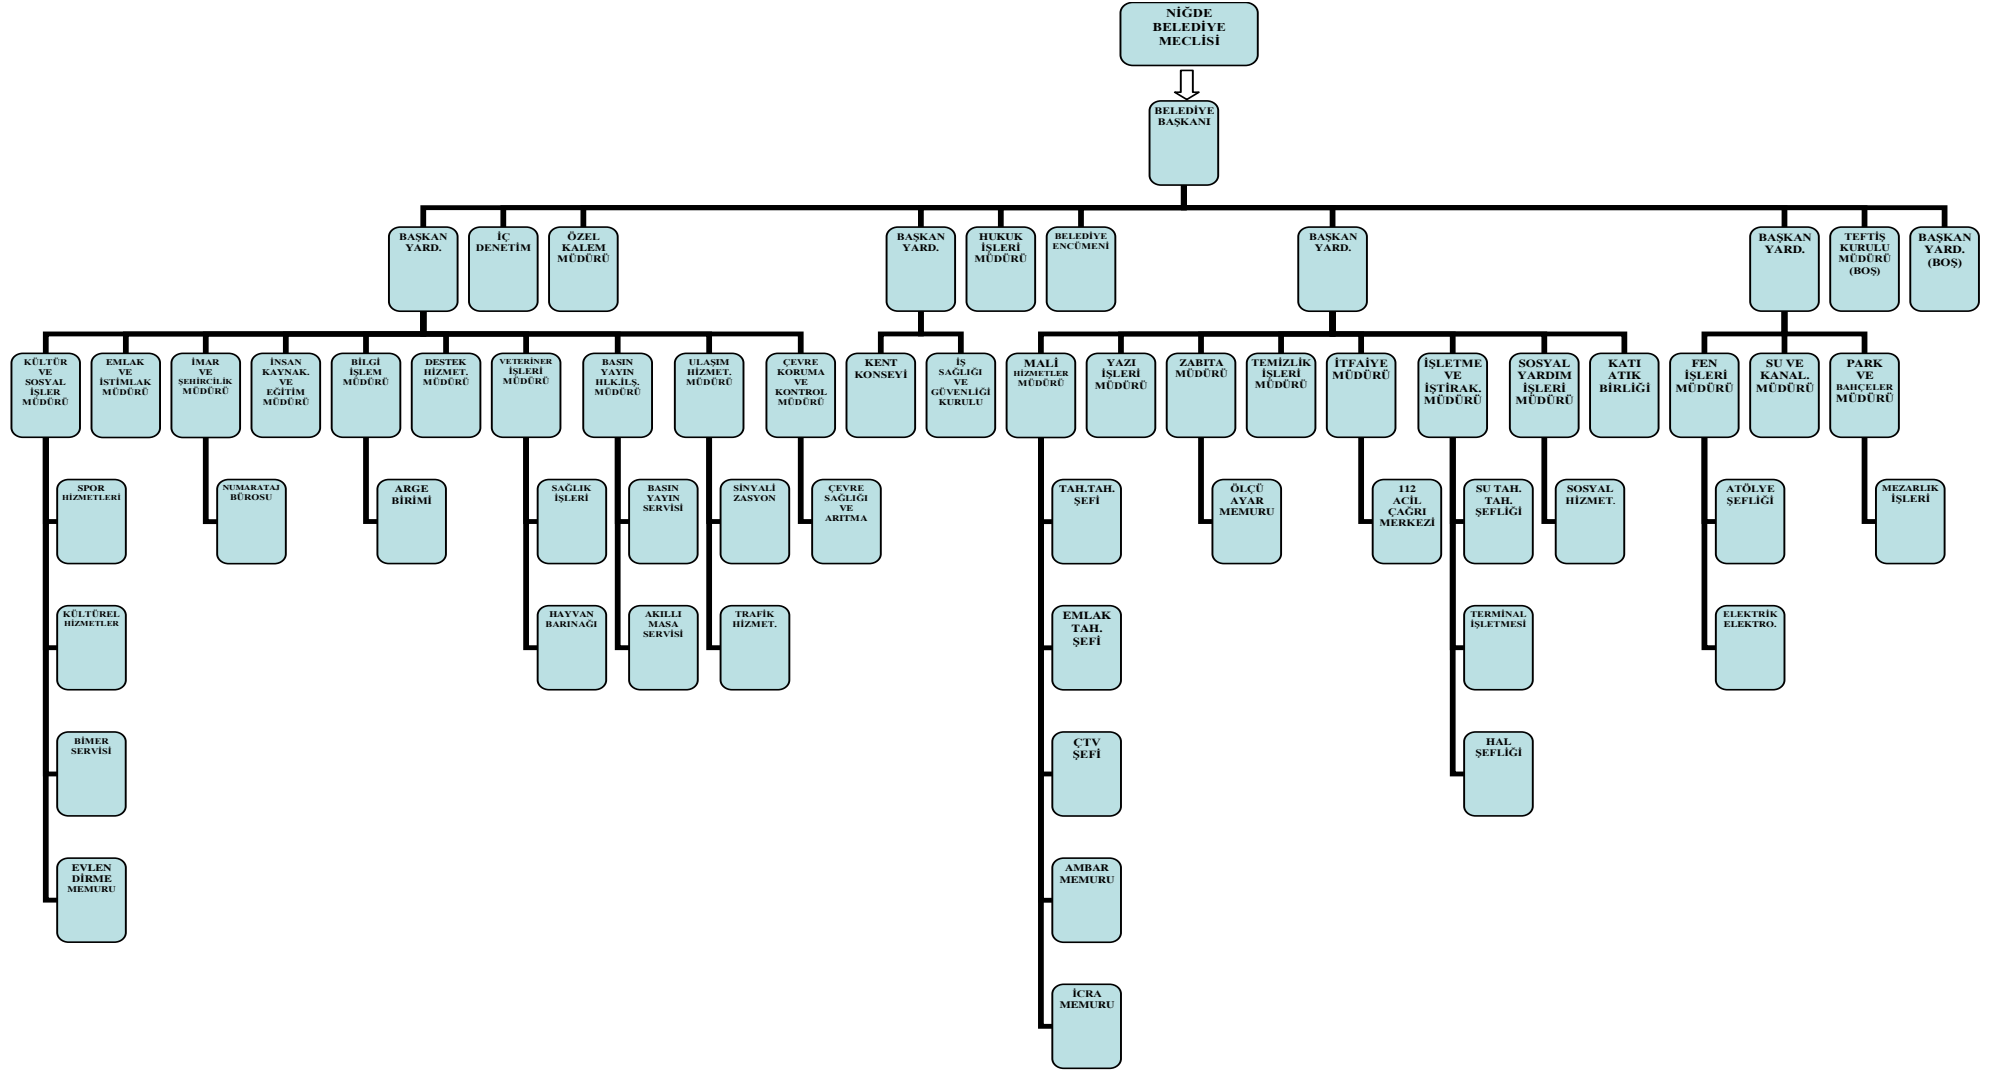 NİĞDE
BELEDİYE
MECLİSİ
BELEDİYE
BAŞKANI
BAŞKAN
YARD.
İÇ
DENETİM
ÖZEL
KALEM
MÜDÜRÜ
BAŞKAN
YARD.
HUKUK
İŞLERİ
MÜDÜRÜ
BELEDİYE
ENCÜMENİ
BAŞKAN
YARD.
BAŞKAN
YARD.
TEFTİŞ
KURULU
MÜDÜRÜ
(BOŞ)
BAŞKAN
YARD.
(BOŞ)
KÜLTÜR
VE
SOSYAL
İŞLER
MÜDÜRÜ
EMLAK
VE
İSTİMLAK
MÜDÜRÜ
İMAR
VE
ŞEHİRCİLİK
MÜDÜRÜ
İNSAN
KAYNAK.
VE
EĞİTİM
MÜDÜRÜ
BİLGİ
İŞLEM
MÜDÜRÜ
DESTEK
HİZMET.
MÜDÜRÜ
VETERİNER
İŞLERİ
MÜDÜRÜ
BASIN
YAYIN
HLK.İLŞ.
MÜDÜRÜ
ULAŞIM
HİZMET.
MÜDÜRÜ
ÇEVRE
KORUMA
VE
KONTROL
MÜDÜRÜ
KENT
KONSEYİ
İŞ
SAĞLIĞI
VE
GÜVENLİĞİ
KURULU
MALİ
HİZMETLER
MÜDÜRÜ
YAZI
İŞLERİ
MÜDÜRÜ
ZABITA
MÜDÜRÜ
TEMİZLİK
İŞLERİ
MÜDÜRÜ
İTFAİYE
MÜDÜRÜ
İŞLETME
VE
İŞTİRAK.
MÜDÜRÜ
SOSYAL
YARDIM
İŞLERİ
MÜDÜRÜ
KATI
ATIK
BİRLİĞİ
FEN
İŞLERİ
MÜDÜRÜ
SU VE
KANAL.
MÜDÜRÜ
PARK
VE
BAHÇELER
MÜDÜRÜ
SPOR
HİZMETLERİ
NUMARATAJ
BÜROSU
ARGE
BİRİMİ
SAĞLIK
İŞLERİ
BASIN
YAYIN
SERVİSİ
SİNYALİ
ZASYON
ÇEVRE
SAĞLIĞI
VE
ARITMA
TAH.TAH.
ŞEFİ
ÖLÇÜ
AYAR
MEMURU
112
ACİL
ÇAĞRI
MERKEZİ
SU TAH.
TAH.
ŞEFLİĞİ
SOSYAL
HİZMET.
ATÖLYE
ŞEFLİĞİ
MEZARLIK
İŞLERİ
KÜLTÜREL
HİZMETLER
HAYVAN
BARINAĞI
AKILLI
MASA
SERVİSİ
TRAFİK
HİZMET.
EMLAK
TAH.
ŞEFİ
TERMİNAL
İŞLETMESİ
ELEKTRİK
ELEKTRO.
BİMER
SERVİSİ
ÇTV
ŞEFİ
HAL
ŞEFLİĞİ
EVLEN
DİRME
MEMURU
AMBAR
MEMURU
İCRA
MEMURU